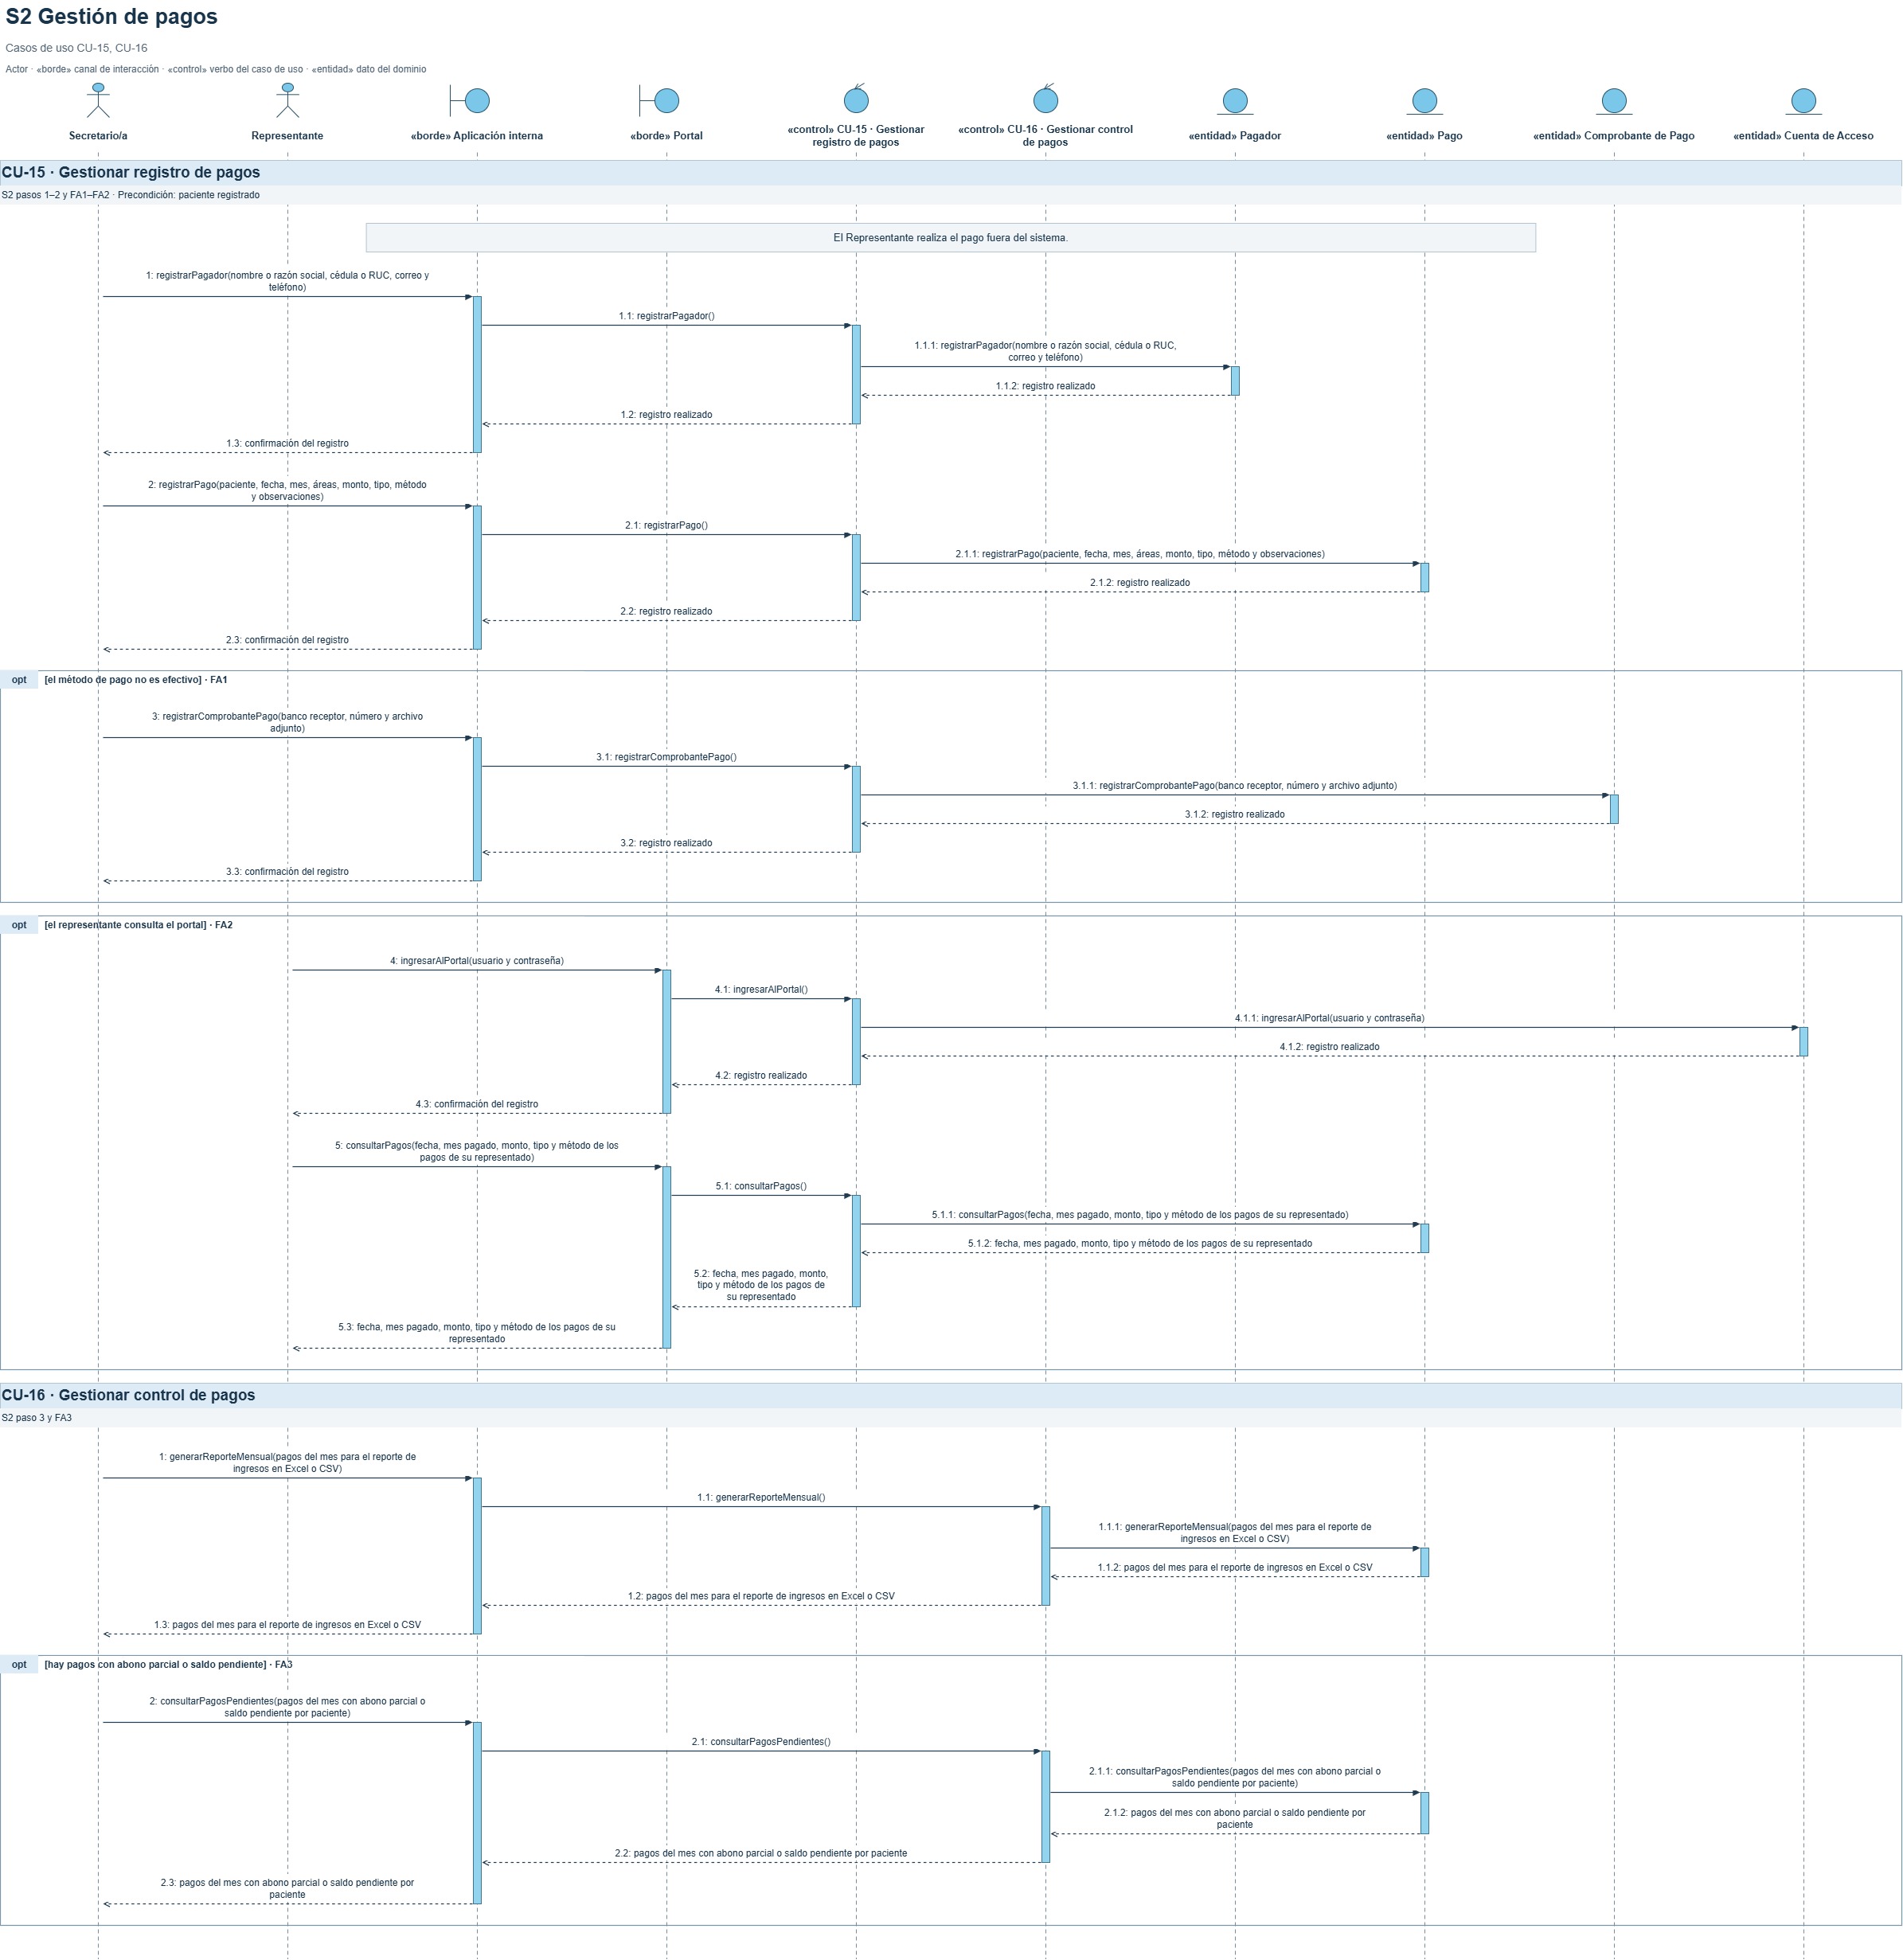 S2 Gestión de pagos
Casos de uso CU-15, CU-16
Actor · «borde» canal de interacción · «control» verbo del caso de uso · «entidad» dato del dominio
Secretario/a
Representante
«borde» Aplicación interna
«borde» Portal
«control» CU-15 · Gestionar
registro de pagos
«control» CU-16 · Gestionar control
de pagos
«entidad» Pagador
«entidad» Pago
«entidad» Comprobante de Pago
«entidad» Cuenta de Acceso
CU-15 · Gestionar registro de pagos
S2 pasos 1–2 y FA1–FA2 · Precondición: paciente registrado
El Representante realiza el pago fuera del sistema.
1: registrarPagador(nombre o razón social, cédula o RUC, correo y
teléfono)
1.1: registrarPagador()
1.1.1: registrarPagador(nombre o razón social, cédula o RUC,
correo y teléfono)
1.1.2: registro realizado
1.2: registro realizado
1.3: confirmación del registro
2: registrarPago(paciente, fecha, mes, áreas, monto, tipo, método
y observaciones)
2.1: registrarPago()
2.1.1: registrarPago(paciente, fecha, mes, áreas, monto, tipo, método y observaciones)
2.1.2: registro realizado
2.2: registro realizado
2.3: confirmación del registro
opt [el método de pago no es efectivo] · FA1
3: registrarComprobantePago(banco receptor, número y archivo
adjunto)
3.1: registrarComprobantePago()
3.1.1: registrarComprobantePago(banco receptor, número y archivo adjunto)
3.1.2: registro realizado
3.2: registro realizado
3.3: confirmación del registro
opt [el representante consulta el portal] · FA2
4: ingresarAlPortal(usuario y contraseña)
4.1: ingresarAlPortal()
4.1.1: ingresarAlPortal(usuario y contraseña)
4.1.2: registro realizado
4.2: registro realizado
4.3: confirmación del registro
5: consultarPagos(fecha, mes pagado, monto, tipo y método de los
pagos de su representado)
5.1: consultarPagos()
5.1.1: consultarPagos(fecha, mes pagado, monto, tipo y método de los pagos de su representado)
5.1.2: fecha, mes pagado, monto, tipo y método de los pagos de su representado
5.2: fecha, mes pagado, monto,
tipo y método de los pagos de
su representado
5.3: fecha, mes pagado, monto, tipo y método de los pagos de su
representado
CU-16 · Gestionar control de pagos
S2 paso 3 y FA3
1: generarReporteMensual(pagos del mes para el reporte de
ingresos en Excel o CSV)
1.1: generarReporteMensual()
1.1.1: generarReporteMensual(pagos del mes para el reporte de
ingresos en Excel o CSV)
1.1.2: pagos del mes para el reporte de ingresos en Excel o CSV
1.2: pagos del mes para el reporte de ingresos en Excel o CSV
1.3: pagos del mes para el reporte de ingresos en Excel o CSV
opt [hay pagos con abono parcial o saldo pendiente] · FA3
2: consultarPagosPendientes(pagos del mes con abono parcial o
saldo pendiente por paciente)
2.1: consultarPagosPendientes()
2.1.1: consultarPagosPendientes(pagos del mes con abono parcial o
saldo pendiente por paciente)
2.1.2: pagos del mes con abono parcial o saldo pendiente por
paciente
2.2: pagos del mes con abono parcial o saldo pendiente por paciente
2.3: pagos del mes con abono parcial o saldo pendiente por
paciente